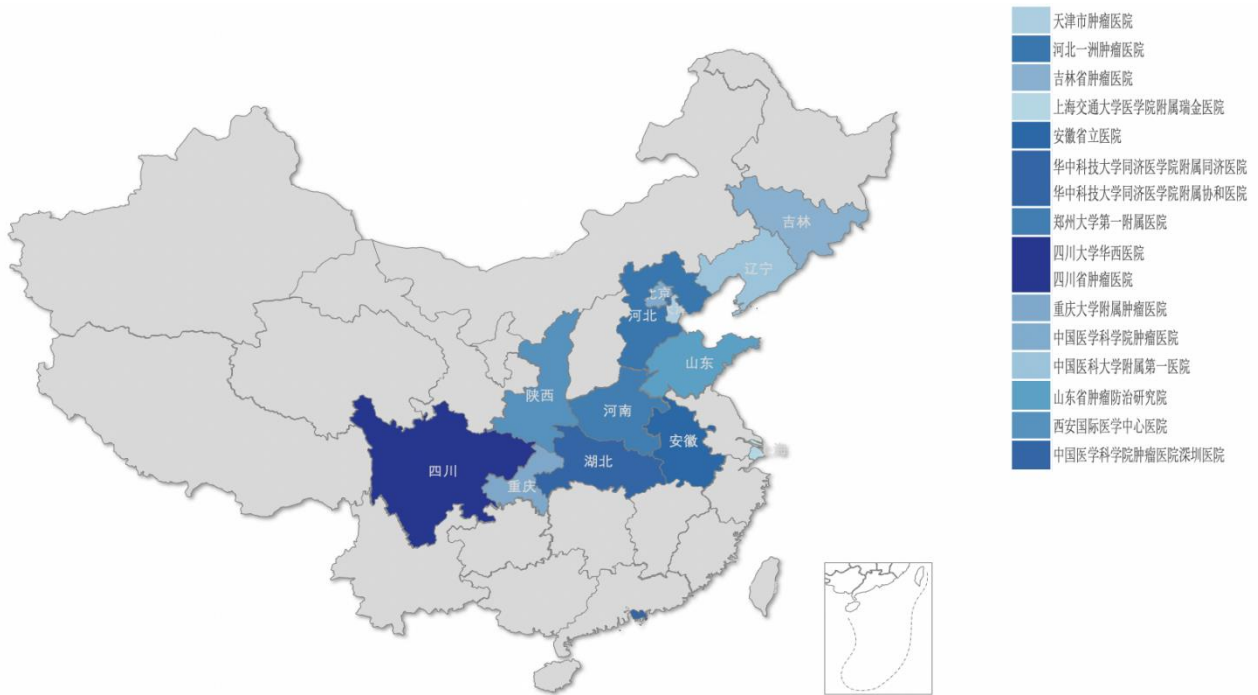 天津市肿瘤医院
河北一洲肿瘤医院
吉林省肿瘤医院
上海交通大学医学院附属瑞金医院
安徽省立医院
华中科技大学同济医学院附属同济医院
华中科技大学同济医学院附属协和医院
郑州大学第一附属医院
四川大学华西医院
四川省肿瘤医院
重庆大学附属肿瘤医院
中国医学科学院肿瘤医院
中国医科大学附属第一医院
山东省肿瘤防治研究院
西安国际医学中心医院
中国医学科学院肿瘤医院深圳医院
吉林
辽宁
北京
河北
山东
陕西
河南
安徽
上海
湖北
四川
重庆